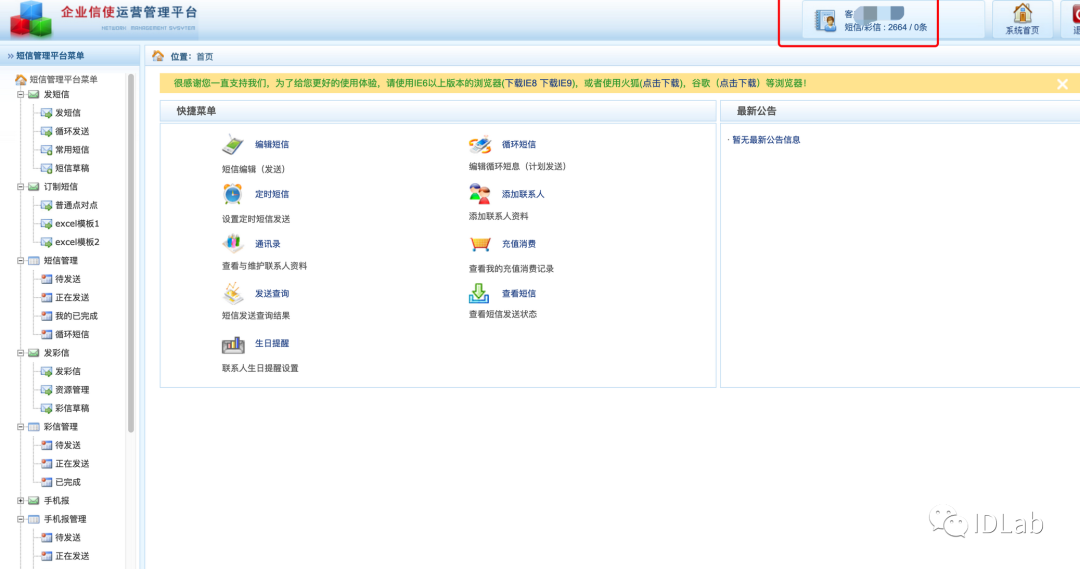 企业信使运营管理平台
NETWORK MANAGEMENT SYSTEM
客
短信/彩信 : 2664 / 0条
系统首页
» 短信管理平台菜单
位置： 首页
很感谢您一直支持我们，为了给您更好的使用体验，请使用IE6以上版本的浏览器(下载IE8 下载IE9)，或者使用火狐(点击下载)，谷歌（点击下载）等浏览器！
短信管理平台菜单
发短信
发短信
循环发送
常用短信
短信草稿
订制短信
普通点对点
excel模板1
excel模板2
短信管理
待发送
正在发送
我的已完成
循环短信
发彩信
发彩信
资源管理
彩信草稿
彩信管理
待发送
正在发送
已完成
手机报
手机报管理
待发送
正在发送
快捷菜单
编辑短信
短信编辑（发送）
循环短信
编辑循环短息（计划发送）
定时短信
设置定时短信发送
添加联系人
添加联系人资料
通讯录
查看与维护联系人资料
充值消费
查看我的充值消费记录
发送查询
短信发送查询结果
查看短信
查看短信发送状态
生日提醒
联系人生日提醒设置
最新公告
· 暂无最新公告信息
IDLab